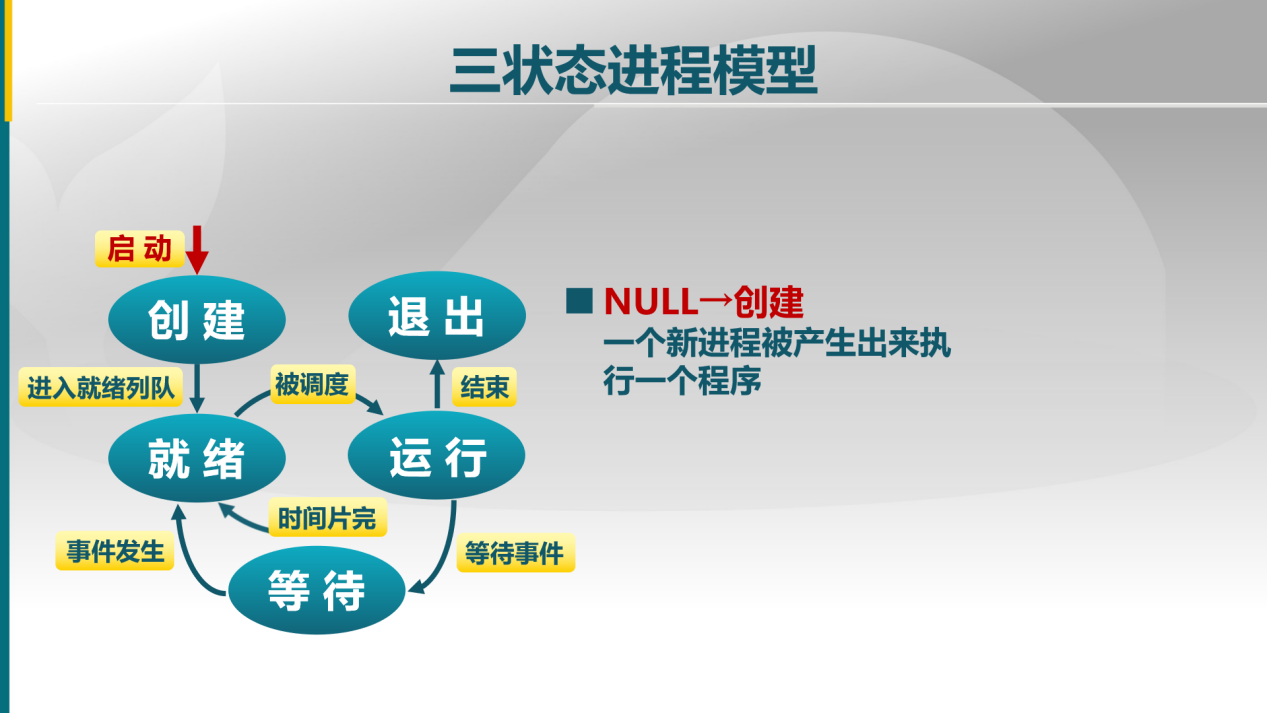 三状态进程模型
启 动
创 建
退 出
■ NULL→创建
一个新进程被产生出来执
行一个程序
进入就绪列队
被调度
结束
就 绪
运 行
时间片完
事件发生
等待事件
等 待